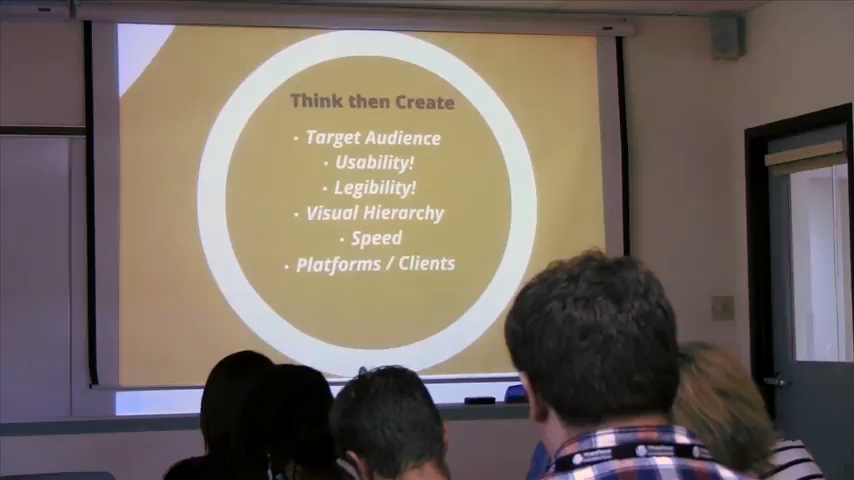 Think then Create
• Target Audience
• Usability!
• Legibility!
• Visual Hierarchy
• Speed
• Platforms / Clients